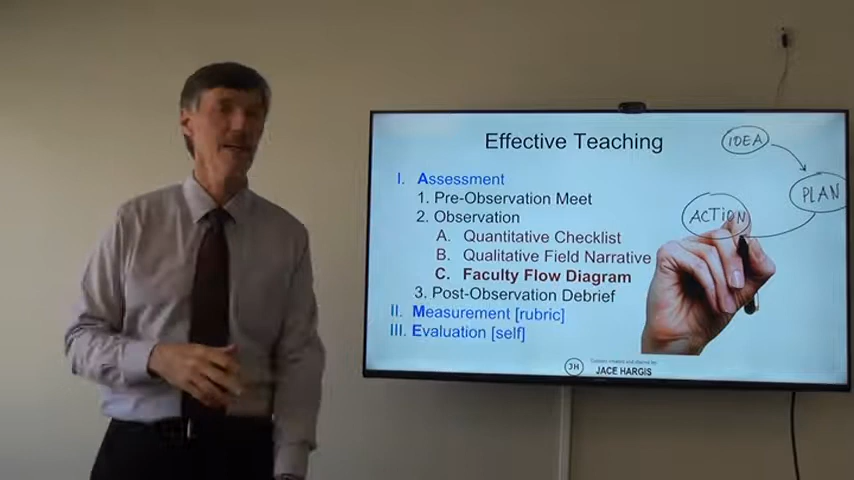 Effective Teaching
IDEA
PLAN
ACTION
I. Assessment
1. Pre-Observation Meet
2. Observation
A. Quantitative Checklist
B. Qualitative Field Narrative
C. Faculty Flow Diagram
3. Post-Observation Debrief
II. Measurement [rubric]
III. Evaluation [self]
JH
JACE HARGIS